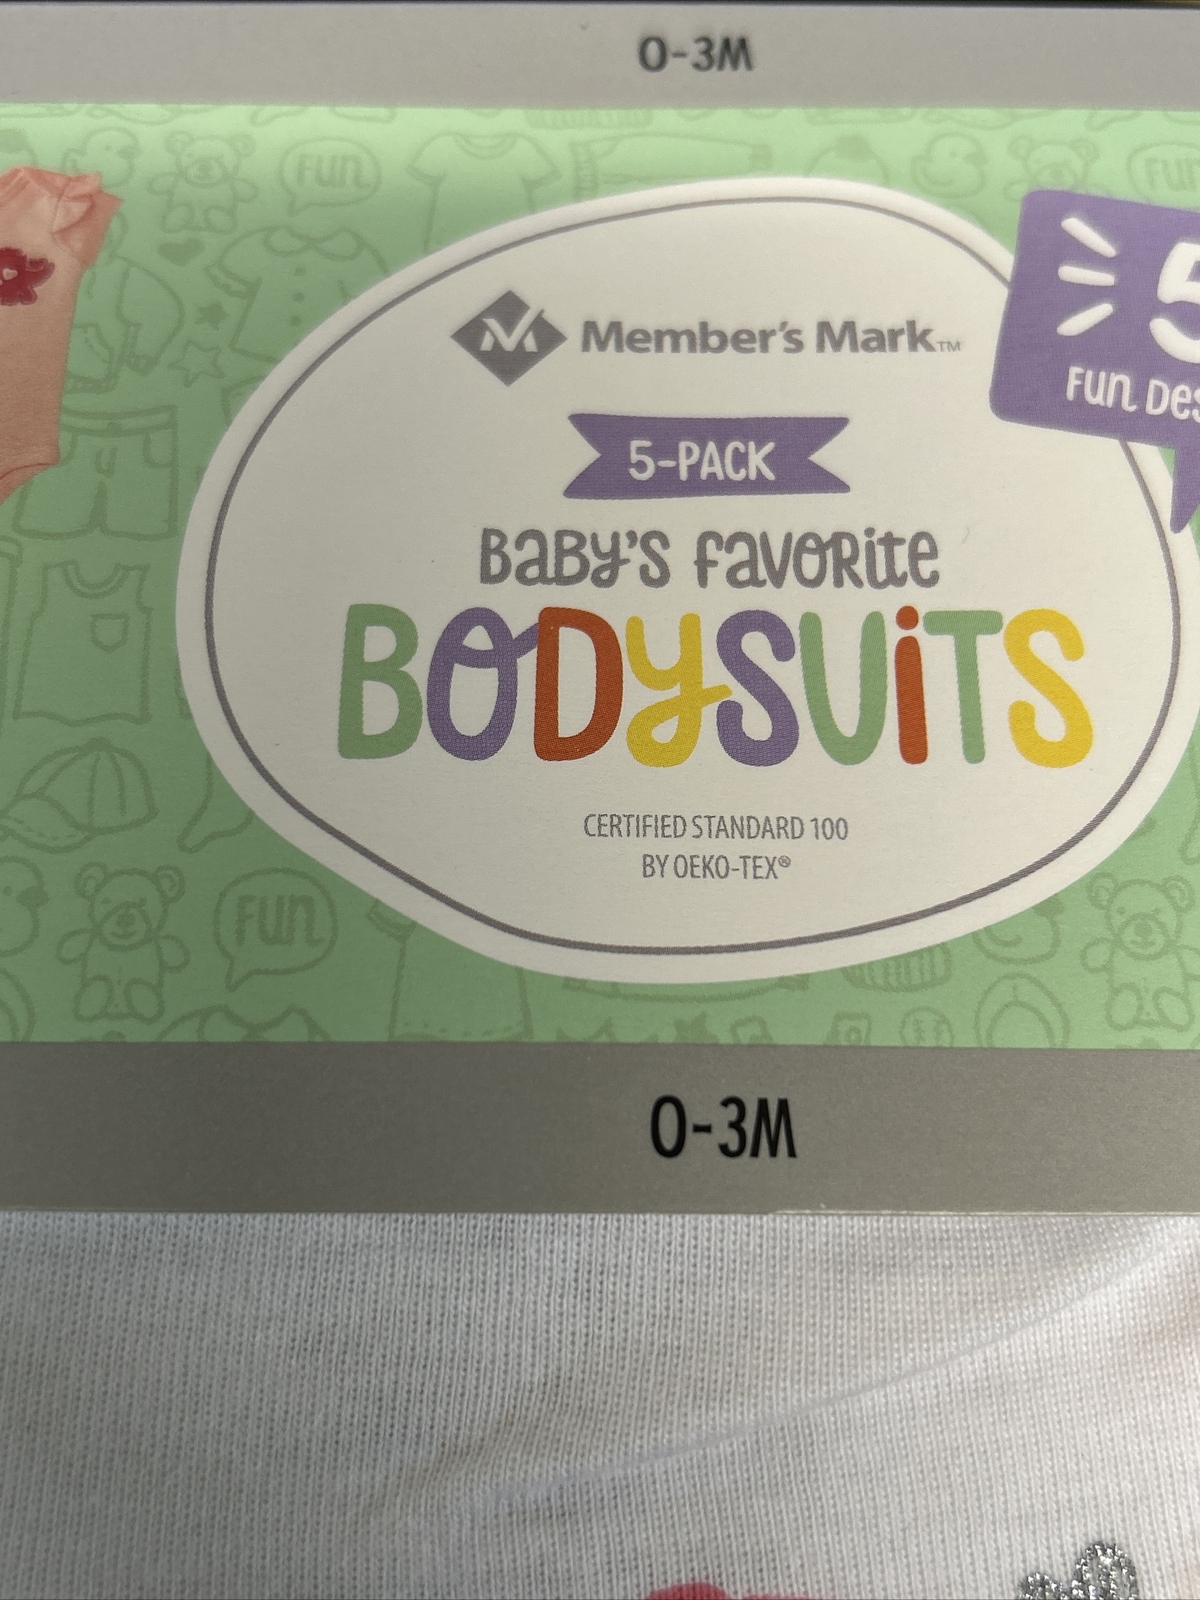 0-3M
FUN
Member's Mark™
5
FUN
5-PACK
BABY'S FAVORITE
BODYSUITS
CERTIFIED STANDARD 100
BY OEKO-TEX®
FUN
0-3M